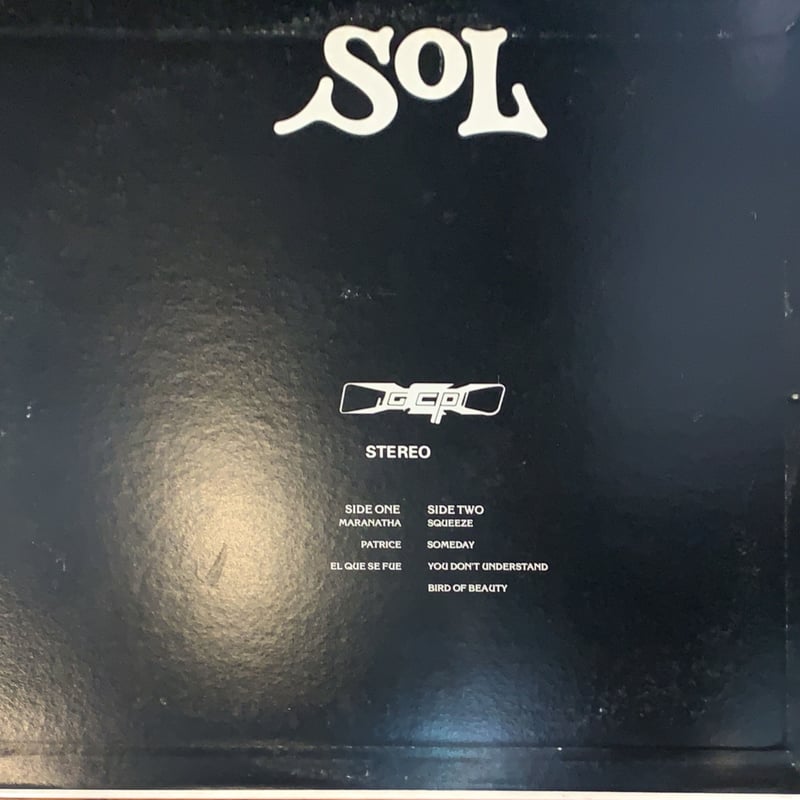 SOL
GCP
STEREO
SIDE ONE
MARANATHA
PATRICE
EL QUE SE FUE
SIDE TWO
SQUEEZE
SOMEDAY
YOU DON'T UNDERSTAND
BIRD OF BEAUTY